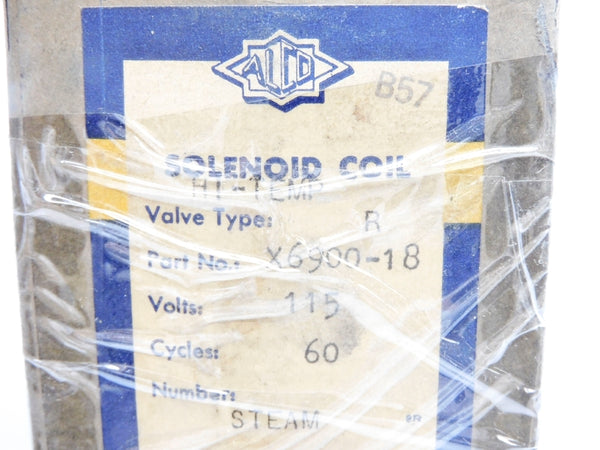 ALCO
B57
SOLENOID COIL
HI-TEMP
Valve Type: R
Part No.: X6900-18
Volts: 115
Cycles: 60
Number:
STEAM